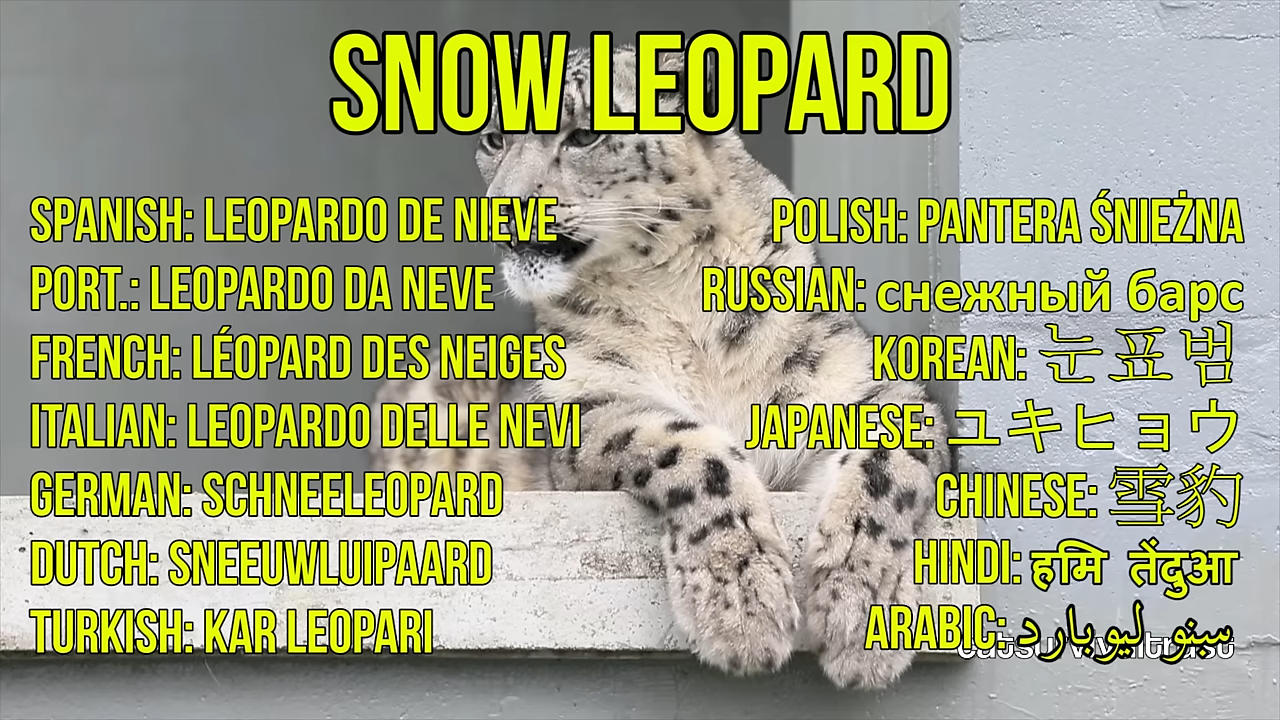 SNOW LEOPARD
SPANISH: LEOPARDO DE NIEVE
PORT.: LEOPARDO DA NEVE
FRENCH: LÉOPARD DES NEIGES
ITALIAN: LEOPARDO DELLE NEVI
GERMAN: SCHNEELEOPARD
DUTCH: SNEEUWLUIPAARD
TURKISH: KAR LEOPARI
POLISH: PANTERA ŚNIEŻNA
RUSSIAN: снежный барс
KOREAN: 눈표범
JAPANESE: ユキヒョウ
CHINESE: 雪豹
HINDI: हमि तेंदुआ
ARABIC: سنو ليوبارد